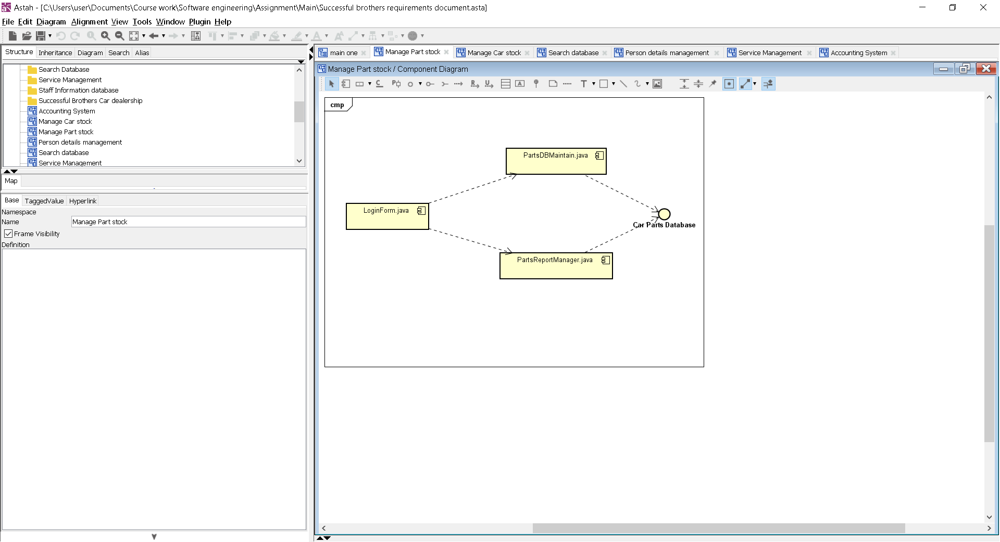 Astah - [C:\Users\user\Documents\Course work\Software engineering\Assignment\Main\Successful brothers requirements document.asta]
File Edit Diagram Alignment View Tools Window Plugin Help
Structure Inheritance Diagram Search Alias
Search Database
Service Management
Staff Information database
Successful Brothers Car dealership
Accounting System
Manage Car stock
Manage Part stock
Person details management
Search database
Service Management
Map
Base TaggedValue Hyperlink
Namespace
Name Manage Part stock
Frame Visibility
Definition
main one Manage Part stock Manage Car stock Search database Person details management Service Management Accounting System
Manage Part stock / Component Diagram
cmp
PartsDBMaintain.java
LoginForm.java
Car Parts Database
PartsReportManager.java